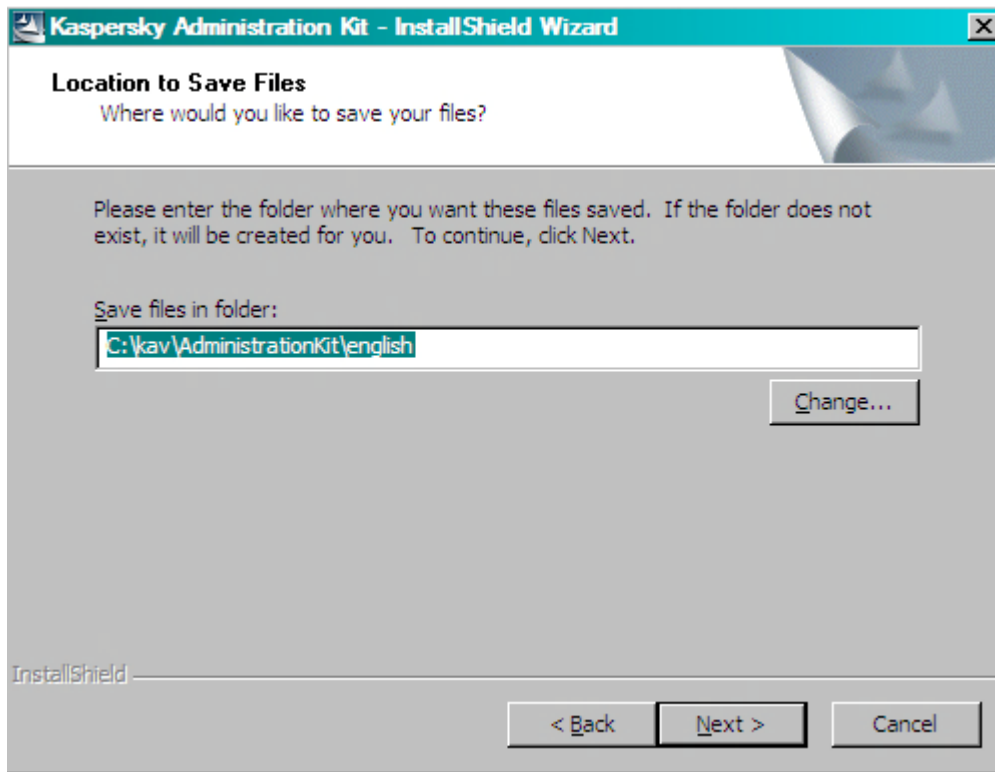 Kaspersky Administration Kit - InstallShield Wizard
Location to Save Files
Where would you like to save your files?
Please enter the folder where you want these files saved.  If the folder does not
exist, it will be created for you.   To continue, click Next.
Save files in folder:
C:\kav\AdministrationKit\english
Change...
InstallShield
< Back
Next >
Cancel